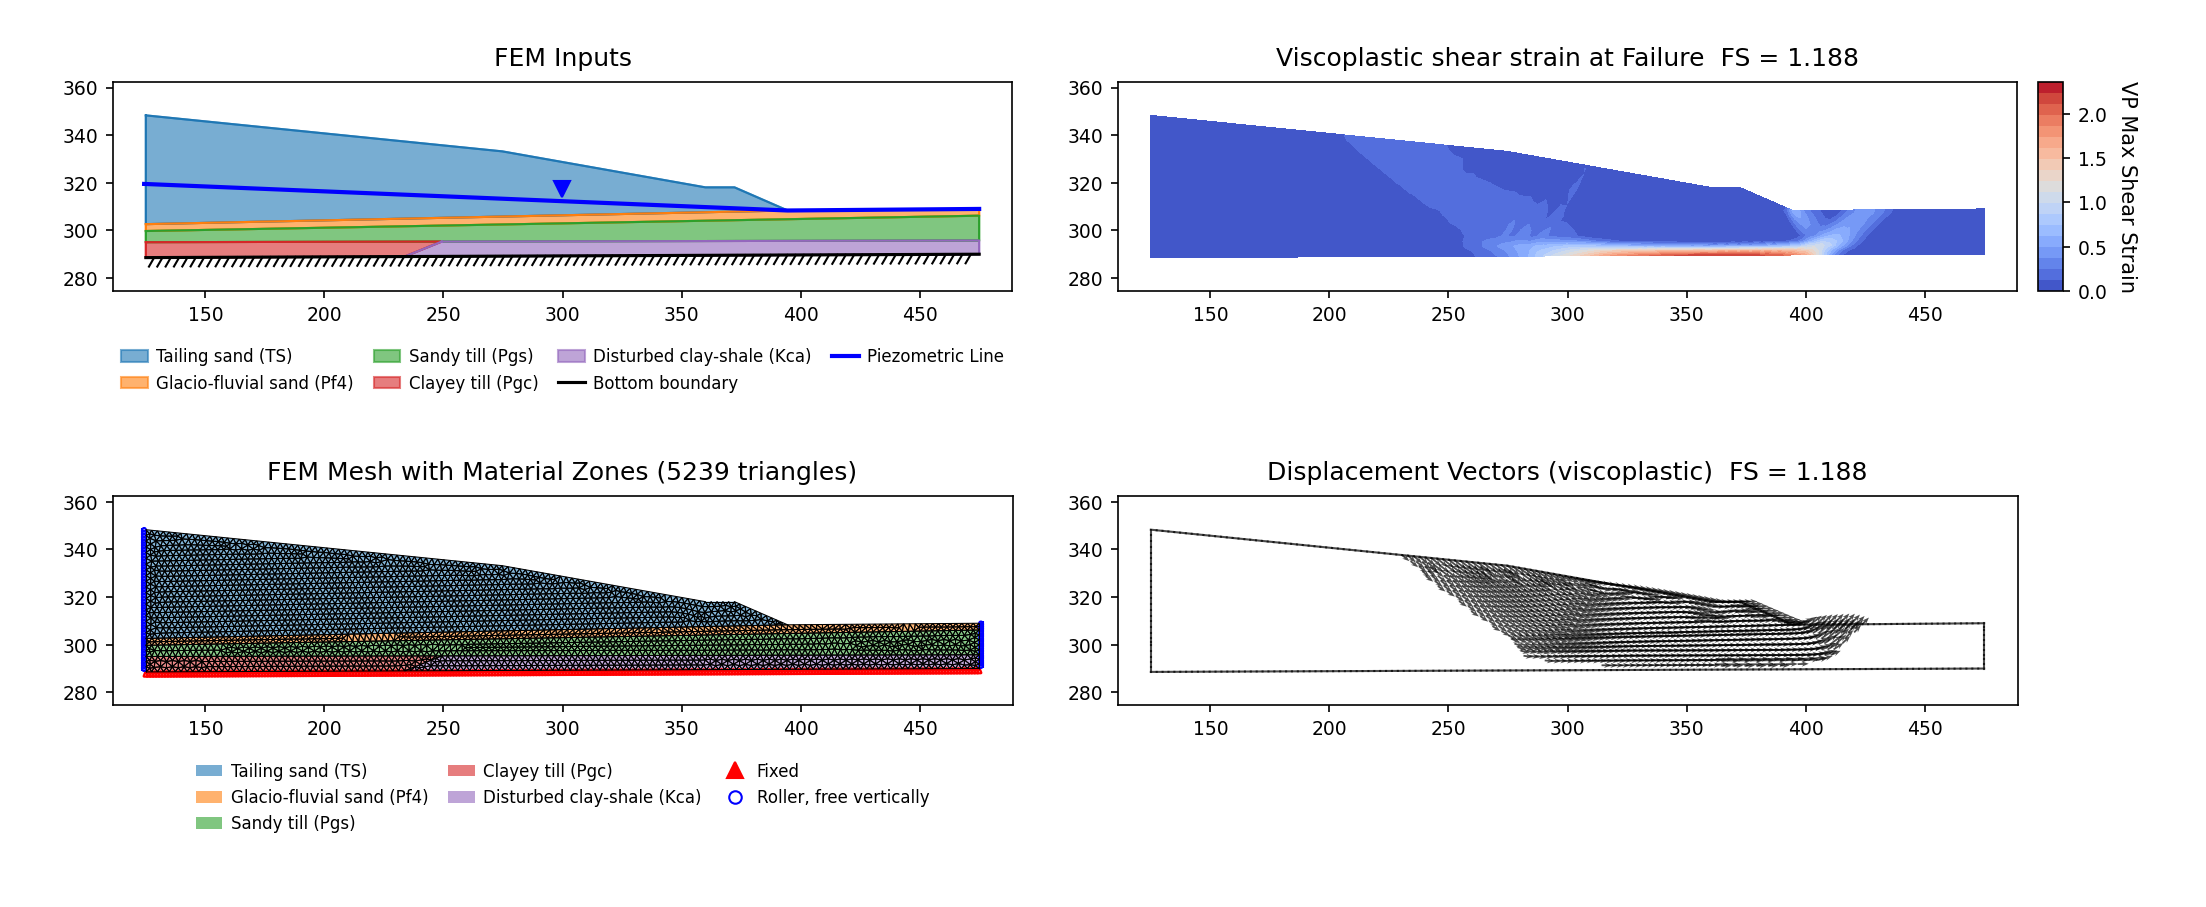 FEM Inputs
360
340
320
300
280
150 200 250 300 350 400 450
Tailing sand (TS) Sandy till (Pgs) Disturbed clay-shale (Kca) Piezometric Line
Glacio-fluvial sand (Pf4) Clayey till (Pgc) Bottom boundary
Viscoplastic shear strain at Failure FS = 1.188
360
340
320
300
280
150 200 250 300 350 400 450
2.0
1.5
1.0
0.5
0.0
VP Max Shear Strain
FEM Mesh with Material Zones (5239 triangles)
360
340
320
300
280
150 200 250 300 350 400 450
Tailing sand (TS) Clayey till (Pgc) Fixed
Glacio-fluvial sand (Pf4) Disturbed clay-shale (Kca) Roller, free vertically
Sandy till (Pgs)
Displacement Vectors (viscoplastic) FS = 1.188
360
340
320
300
280
150 200 250 300 350 400 450